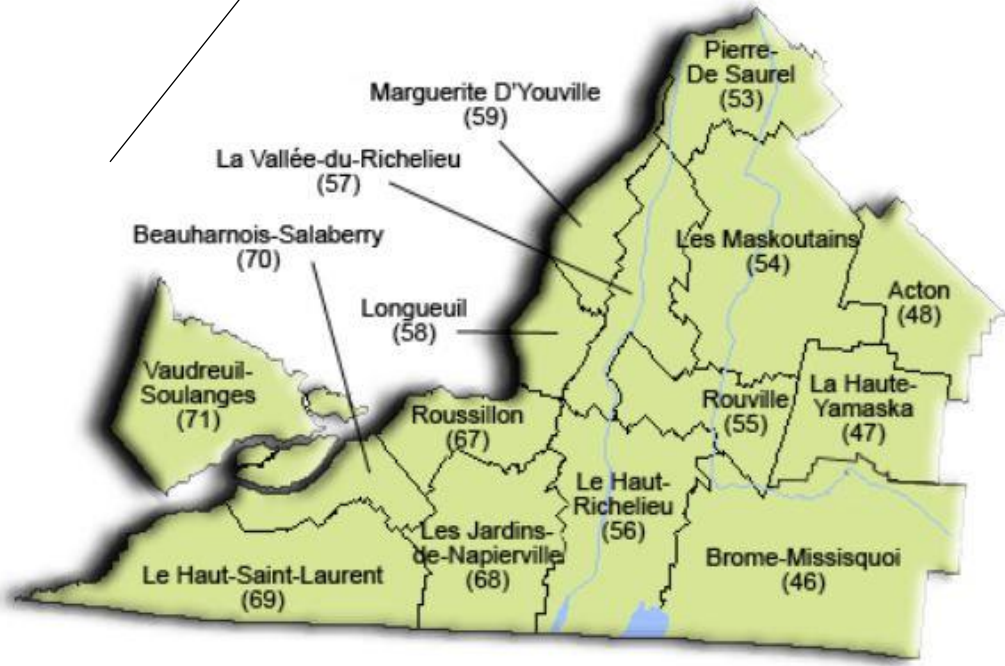 Pierre-
De Saurel
(53)
Marguerite D'Youville
(59)
La Vallée-du-Richelieu
(57)
Beauharnois-Salaberry
(70)
Les Maskoutains
(54)
Acton
(48)
Longueuil
(58)
Vaudreuil-
Soulanges
(71)
Roussillon
(67)
Rouville
(55)
La Haute-
Yamaska
(47)
Le Haut-
Richelieu
(56)
Les Jardins-
de-Napierville
(68)
Brome-Missisquoi
(46)
Le Haut-Saint-Laurent
(69)